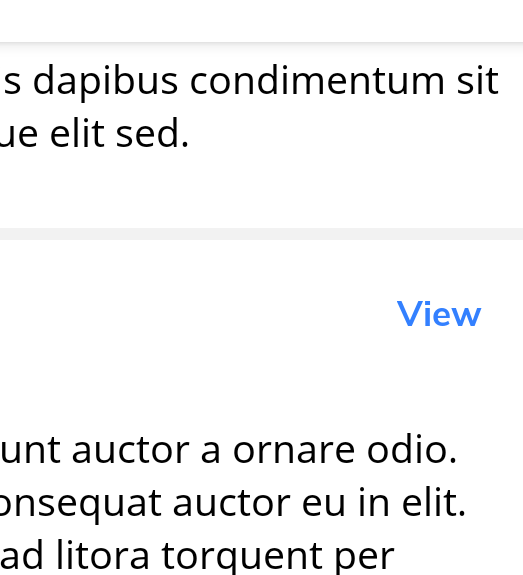 s dapibus condimentum sit
ue elit sed.
View
unt auctor a ornare odio.
onsequat auctor eu in elit.
ad litora torquent per